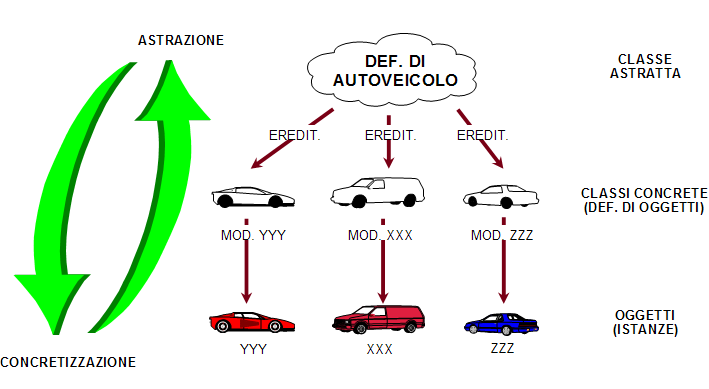 ASTRAZIONE
DEF. DI
AUTOVEICOLO
CLASSE
ASTRATTA
EREDIT.
EREDIT.
EREDIT.
CLASSI CONCRETE
(DEF. DI OGGETTI)
MOD. YYY
MOD. XXX
MOD. ZZZ
OGGETTI
(ISTANZE)
YYY
XXX
ZZZ
CONCRETIZZAZIONE